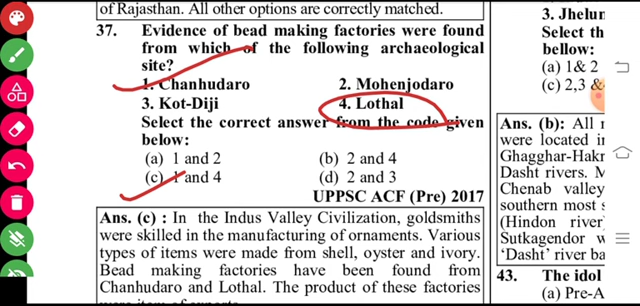 of Rajasthan. All other options are correctly matched.
37. Evidence of bead making factories were found
from which of the following archaeological
site?
1. Chanhudaro 2. Mohenjodaro
3. Kot-Diji 4. Lothal
Select the correct answer from the code given
below:
(a) 1 and 2 (b) 2 and 4
(c) 1 and 4 (d) 2 and 3
UPPSC ACF (Pre) 2017
Ans. (c) : In the Indus Valley Civilization, goldsmiths
were skilled in the manufacturing of ornaments. Various
types of items were made from shell, oyster and ivory.
Bead making factories have been found from
Chanhudaro and Lothal. The product of these factories
3. Jhelum
Select th
bellow:
(a) 1& 2
(c) 2,3 &
Ans. (b): All
were located in
Ghagghar-Hakr
Dasht rivers.
Chenab valley
southern most s
(Hindon river
Sutkagendor w
'Dasht' river ba
43. The idol
(a) Pre-A